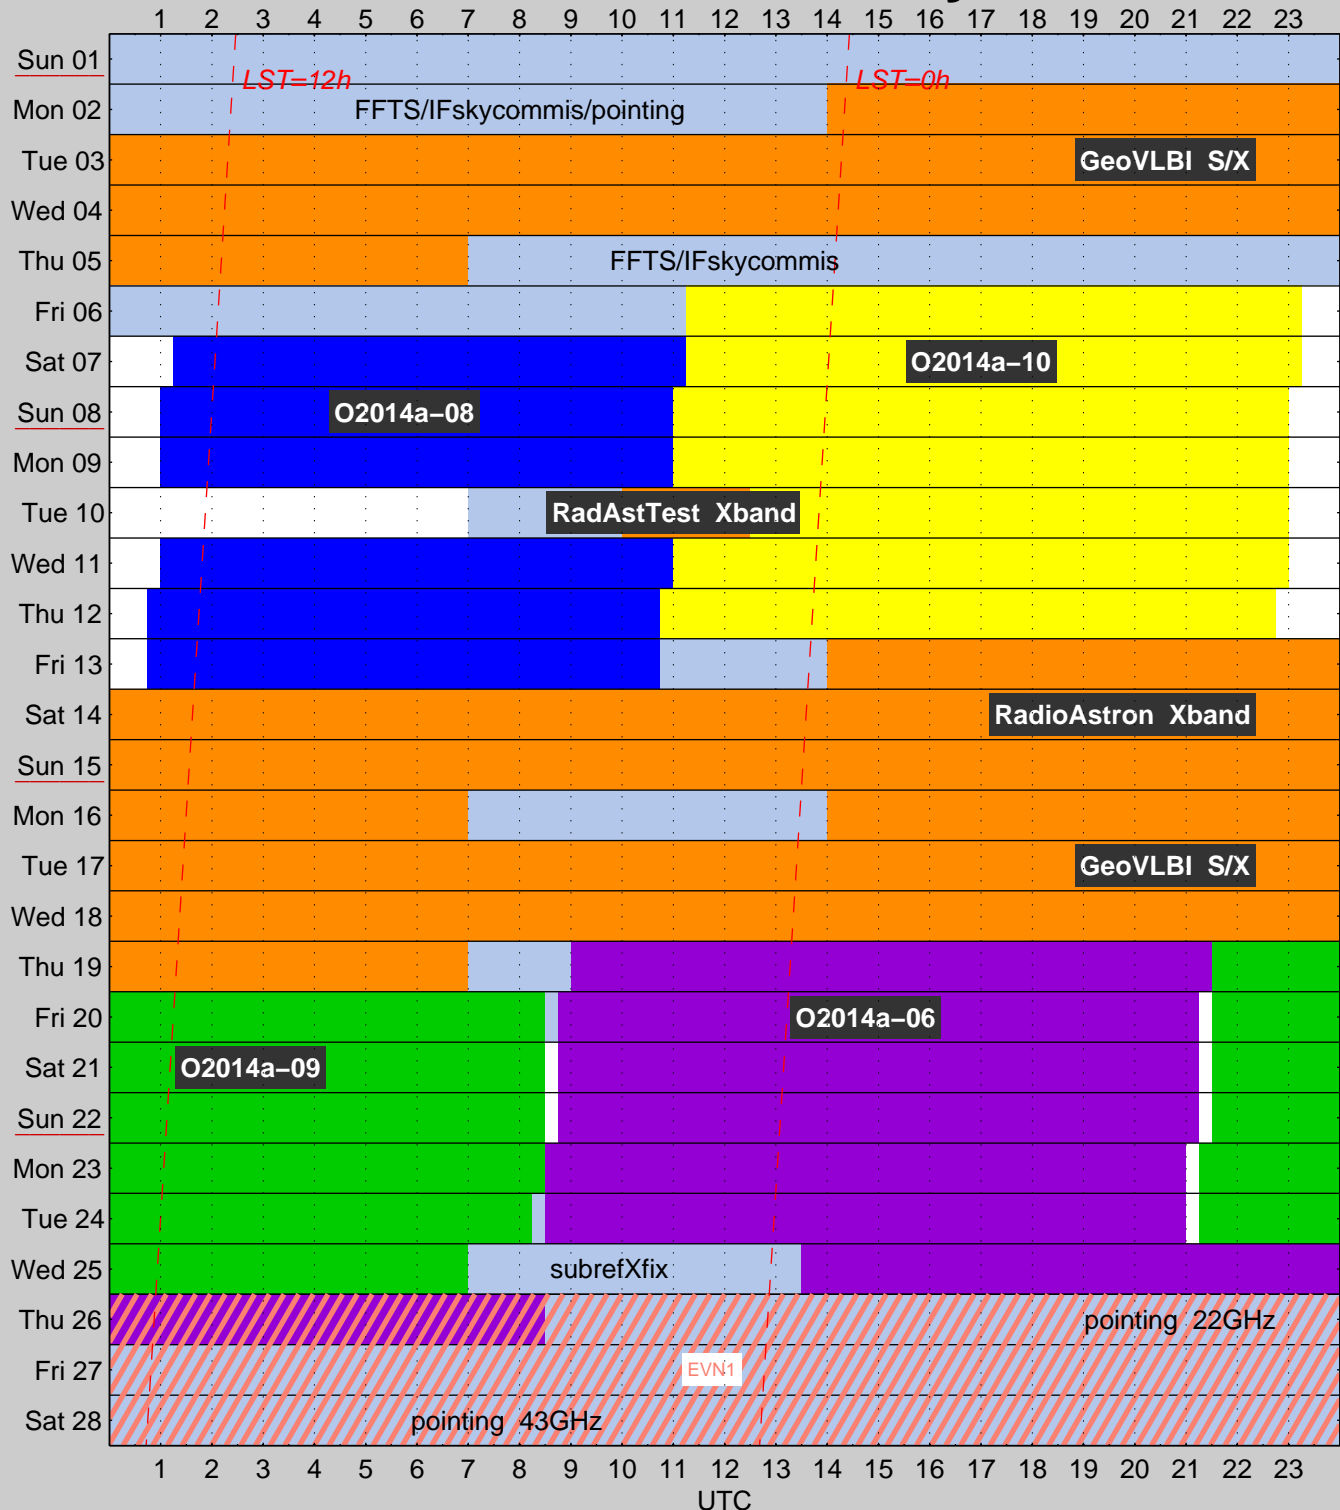 1 2 3 4 5 6 7 8 9 10 11 12 13 14 15 16 17 18 19 20 21 22 23
Sun 01
LST=12h LST=0h
Mon 02 FFTS/IFskycommis/pointing
Tue 03 GeoVLBI S/X
Wed 04
Thu 05 FFTS/IFskycommis
Fri 06
Sat 07 O2014a-10
Sun 08 O2014a-08
Mon 09
Tue 10 RadAstTest Xband
Wed 11
Thu 12
Fri 13
Sat 14 RadioAstron Xband
Sun 15
Mon 16
Tue 17 GeoVLBI S/X
Wed 18
Thu 19
Fri 20 O2014a-06
Sat 21 O2014a-09
Sun 22
Mon 23
Tue 24
Wed 25 subrefXfix
Thu 26 pointing 22GHz
Fri 27 EVN1
Sat 28 pointing 43GHz
1 2 3 4 5 6 7 8 9 10 11 12 13 14 15 16 17 18 19 20 21 22 23
UTC